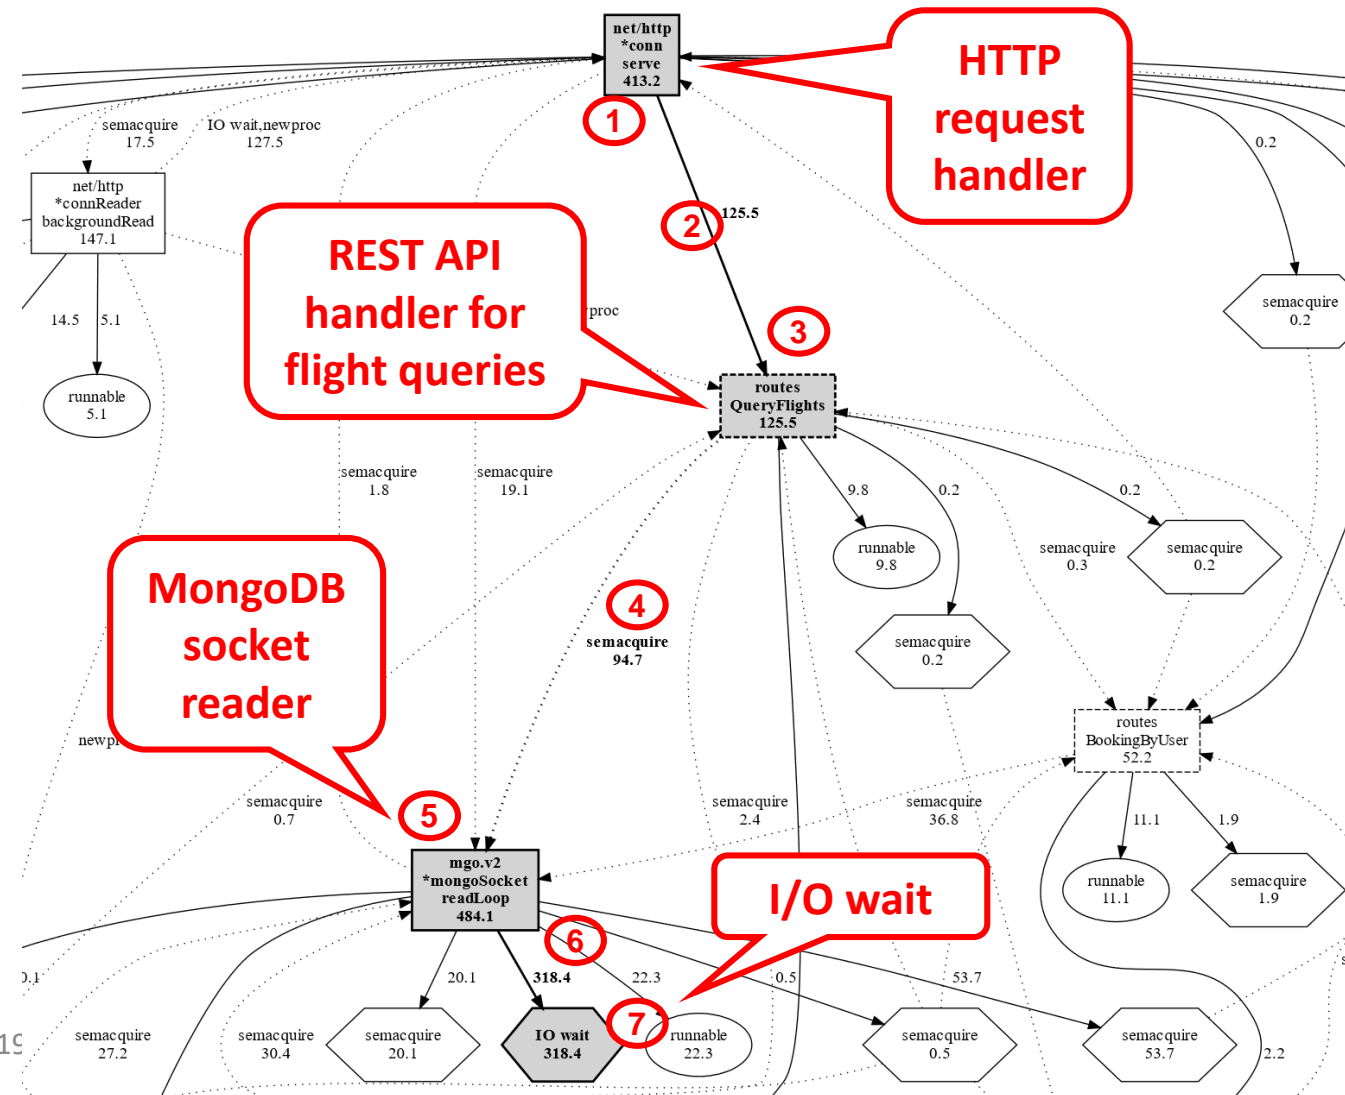 net/http
*conn
serve
413.2
HTTP
request
handler
1
semacquire
17.5
IO wait,newproc
127.5
0.2
net/http
*connReader
backgroundRead
147.1
2
125.5
REST API
handler for
flight queries
proc
3
semacquire
0.2
14.5
5.1
runnable
5.1
routes
QueryFlights
125.5
semacquire
1.8
semacquire
19.1
9.8
0.2
0.2
runnable
9.8
semacquire
0.3
semacquire
0.2
MongoDB
socket
reader
4
semacquire
94.7
semacquire
0.2
newpr
routes
BookingByUser
52.2
semacquire
0.7
5
semacquire
2.4
semacquire
36.8
11.1
1.9
mgo.v2
*mongoSocket
readLoop
484.1
I/O wait
runnable
11.1
semacquire
1.9
6
0.1
20.1
318.4
22.3
0.5
53.7
s
19
semacquire
27.2
semacquire
30.4
semacquire
20.1
IO wait
318.4
7
runnable
22.3
semacquire
0.5
semacquire
53.7
2.2